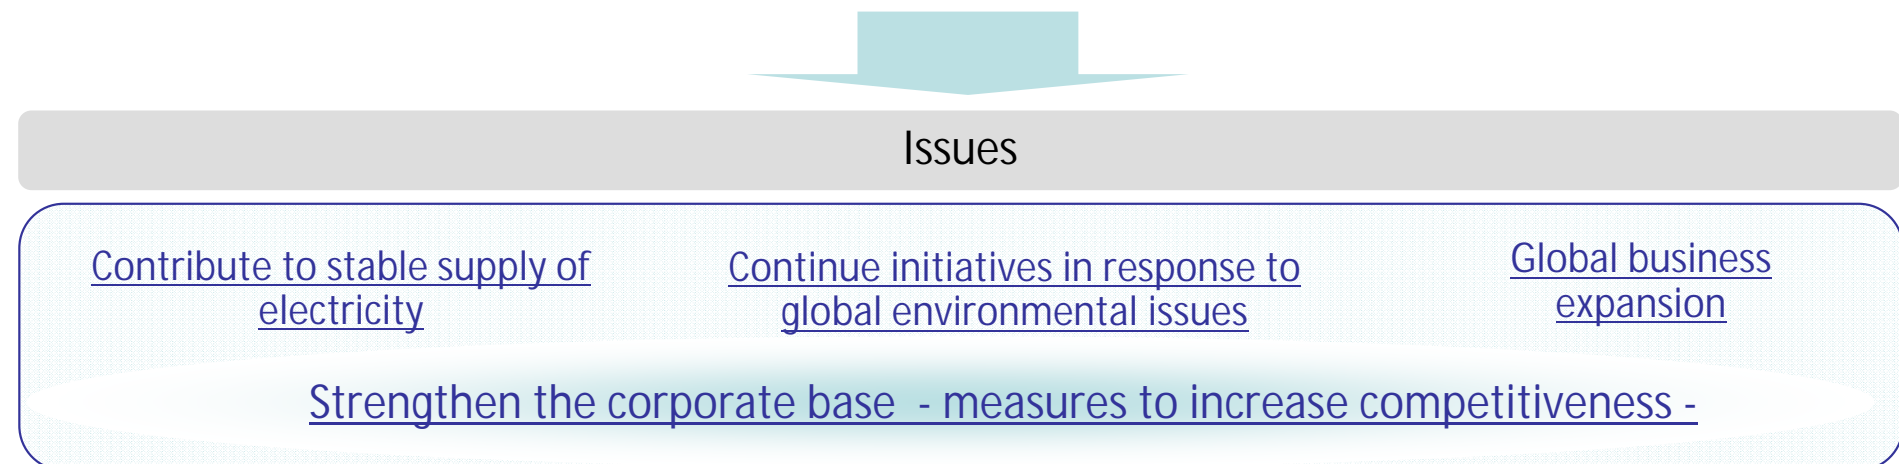 Issues
Contribute to stable supply of
electricity
Continue initiatives in response to
global environmental issues
Global business
expansion
Strengthen the corporate base - measures to increase competitiveness -